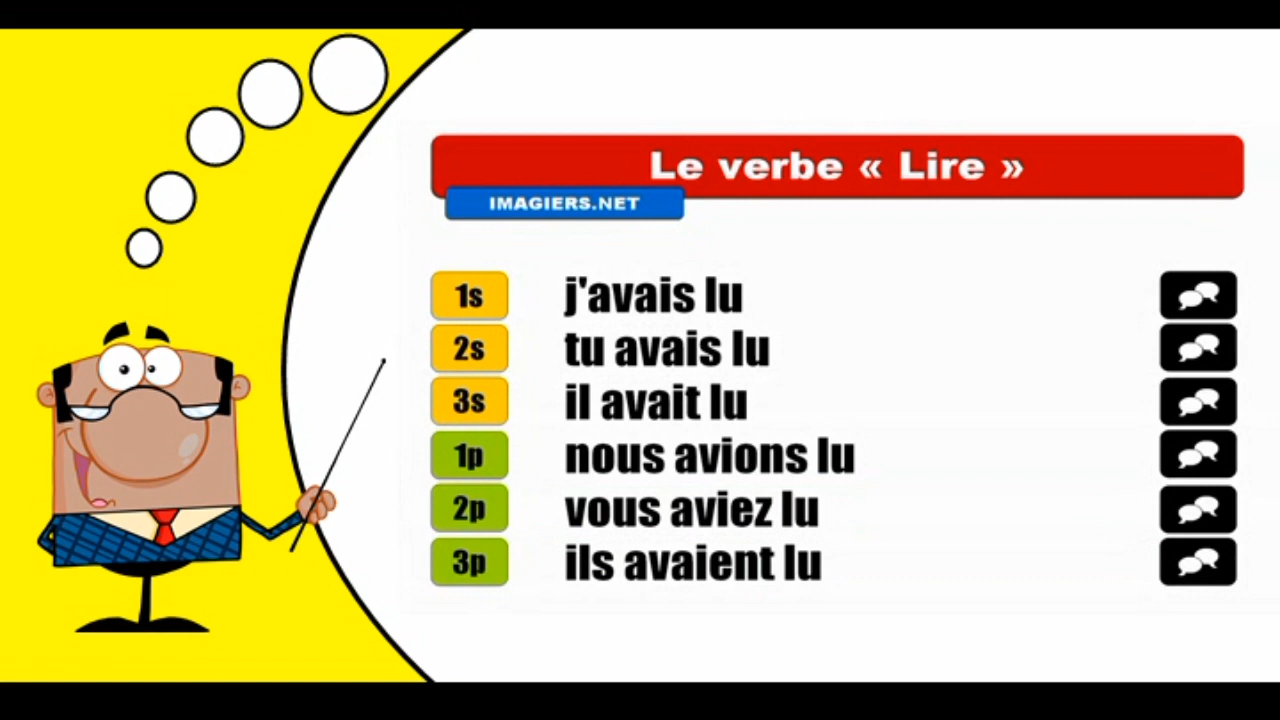 Le verbe « Lire »
IMAGIERS.NET
1s j'avais lu
2s tu avais lu
3s il avait lu
1p nous avions lu
2p vous aviez lu
3p ils avaient lu